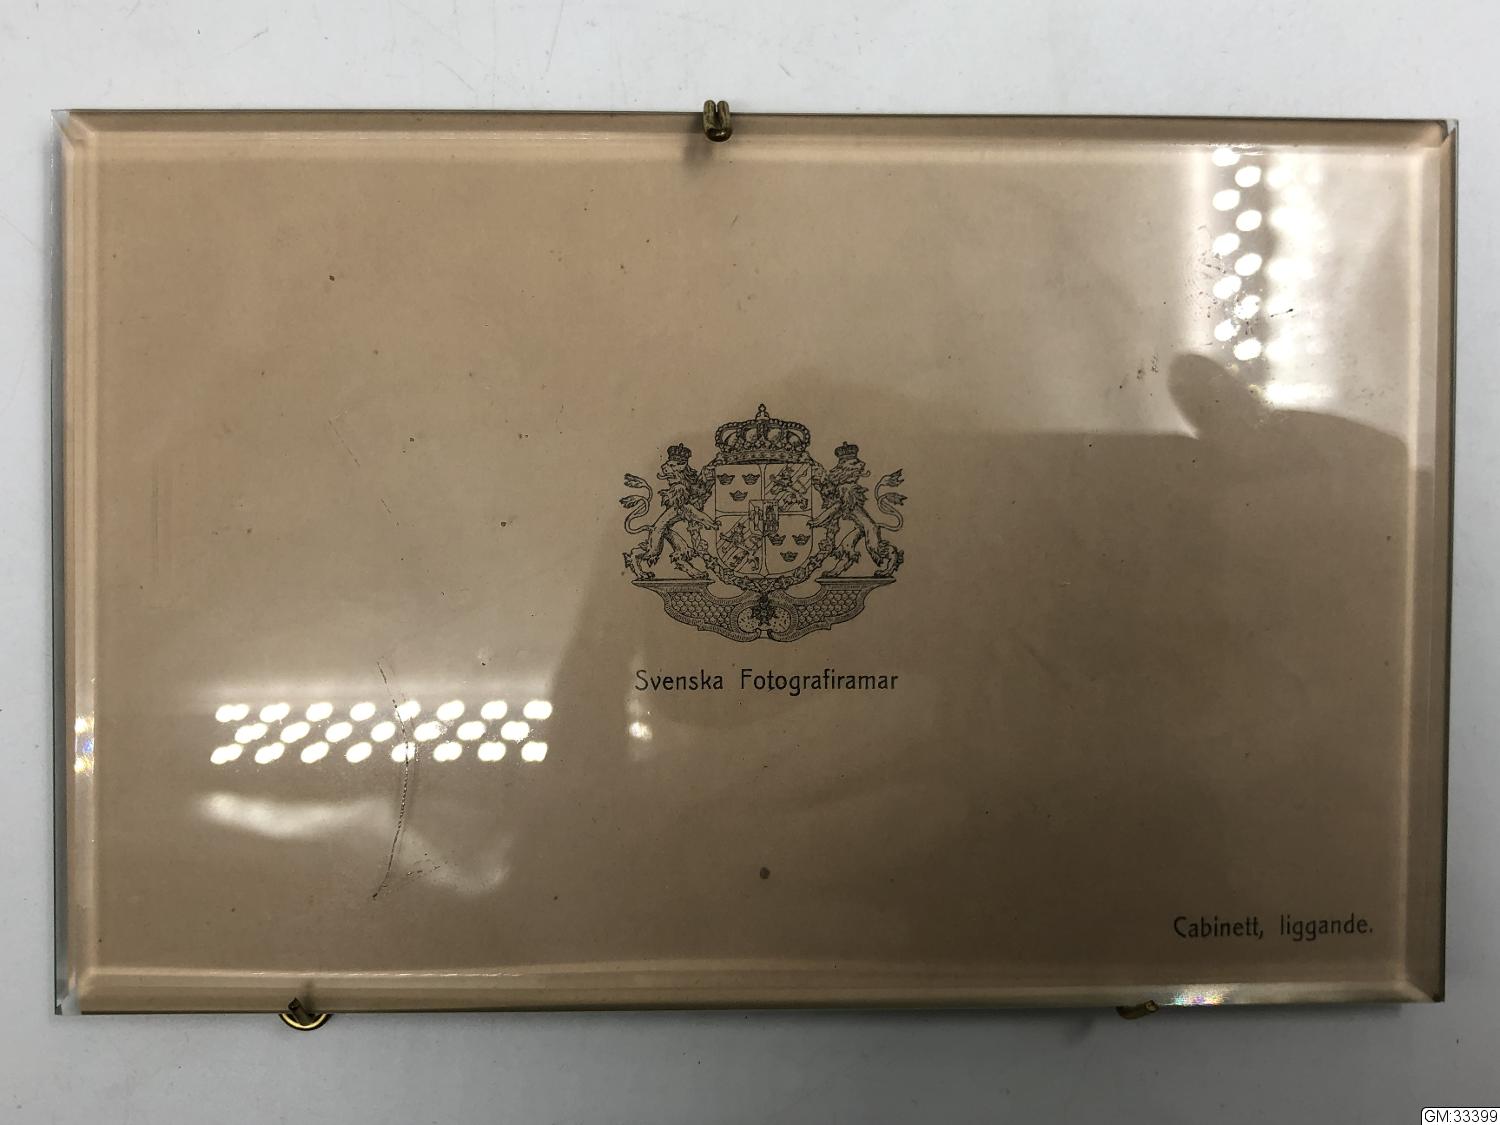 Svenska Fotografiramar
Cabinett, liggande.
GM:33399